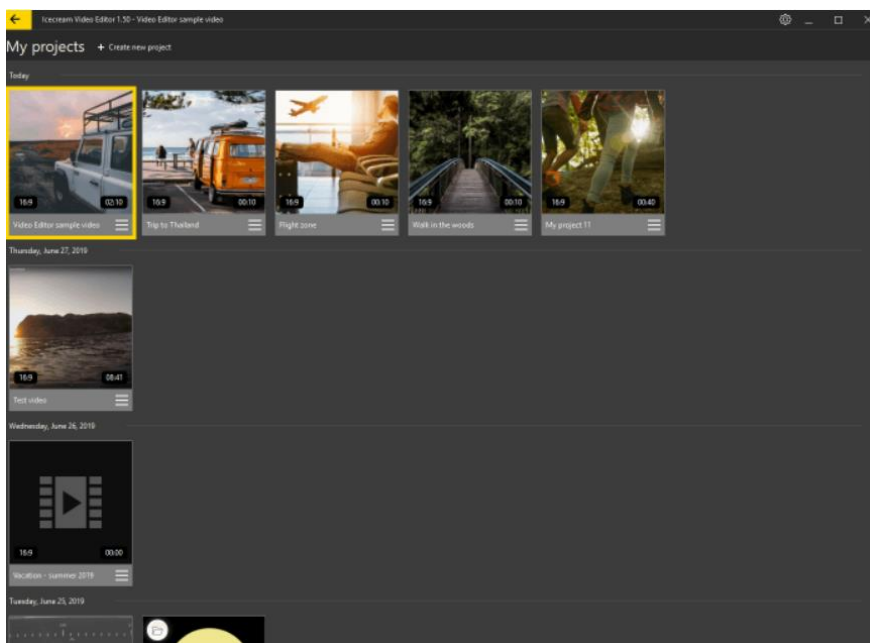 Icecream Video Editor 1.50 - Video Editor sample video
My projects + Create new project
Today
16:9 02:10
Video Editor sample video
16:9 00:10
Trip to Thailand
16:9 00:10
Flight zone
16:9 00:10
Walk in the woods
16:9 00:40
My project 11
Thursday, June 27, 2019
16:9 08:41
Test video
Wednesday, June 26, 2019
16:9 00:00
Vacation - summer 2019
Tuesday, June 25, 2019